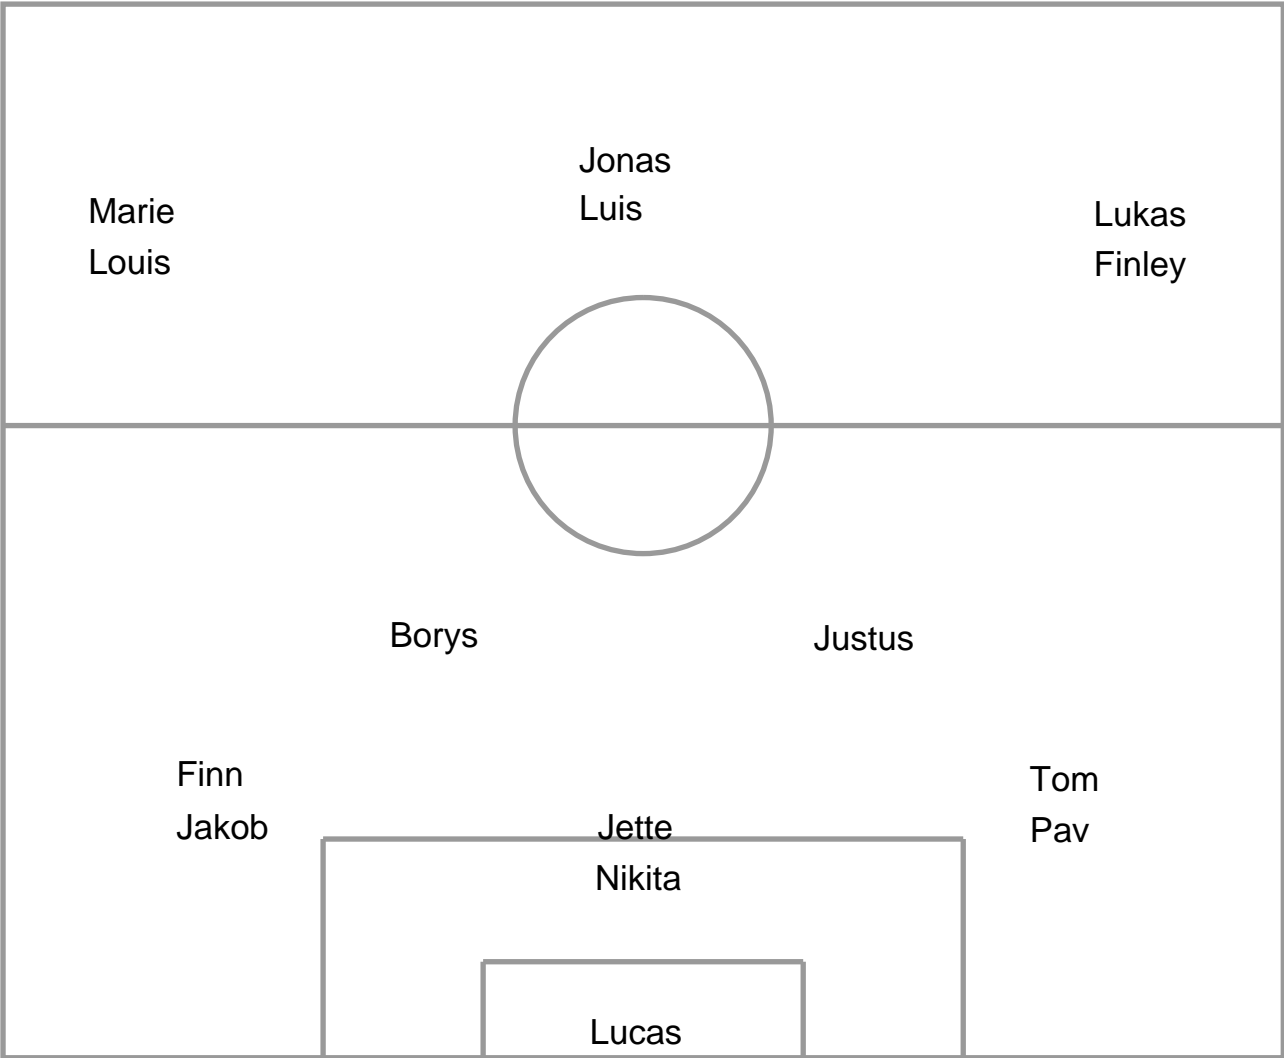 Jonas
Luis
Marie
Louis
Lukas
Finley
Borys
Justus
Finn
Jakob
Jette
Nikita
Tom
Pav
Lucas